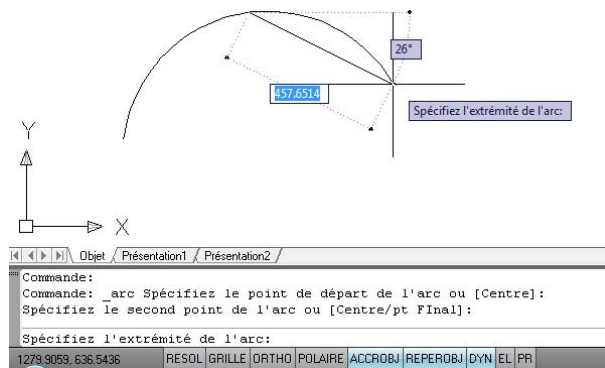 26°
457.6514
Spécifiez l'extrémité de l'arc:
Y
X
Objet Présentation1 Présentation2
Commande:
Commande: _arc Spécifiez le point de départ de l'arc ou [Centre]:
Spécifiez le second point de l'arc ou [Centre/pt FInal]:
Spécifiez l'extrémité de l'arc:
1279.9059, 636.5436 RESOL GRILLE ORTHO POLAIRE ACCROBJ REPEROBJ DYN EL PR